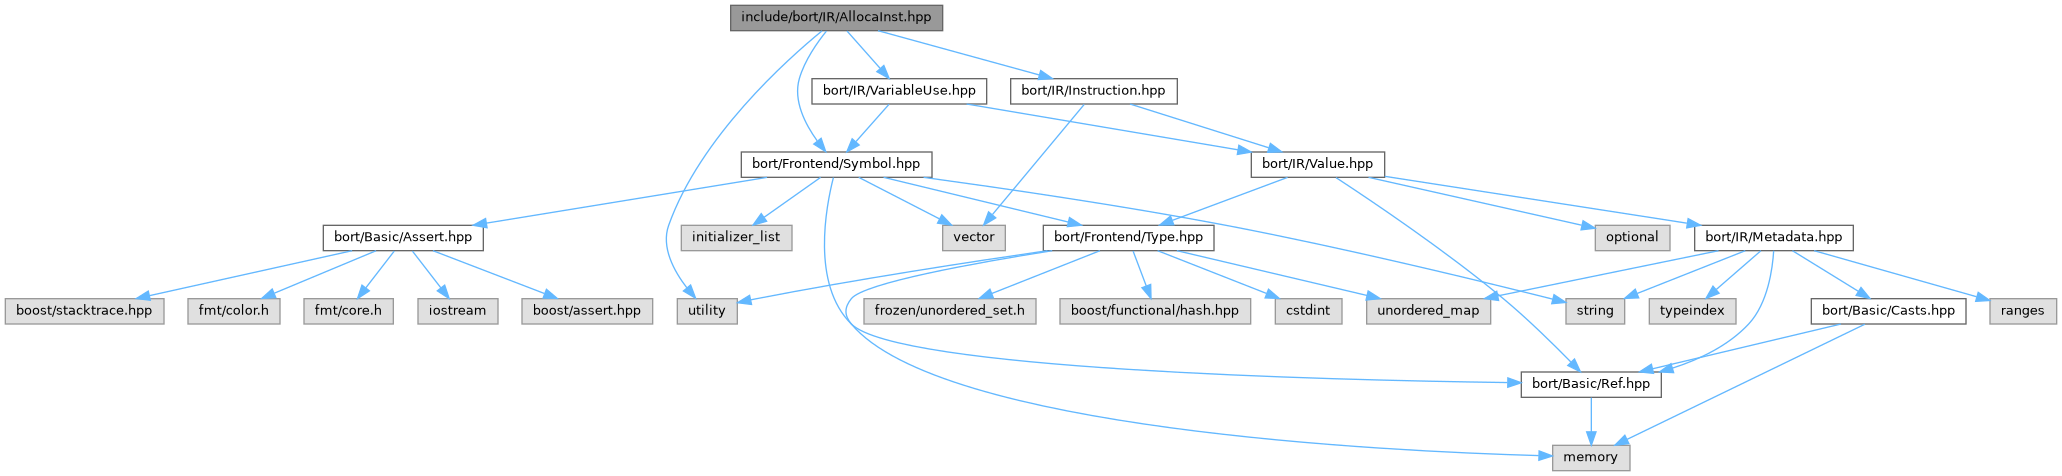 include/bort/IR/AllocaInst.hpp
bort/IR/VariableUse.hpp
bort/IR/Instruction.hpp
bort/Frontend/Symbol.hpp
bort/IR/Value.hpp
bort/Basic/Assert.hpp
initializer_list
vector
bort/Frontend/Type.hpp
optional
bort/IR/Metadata.hpp
boost/stacktrace.hpp
fmt/color.h
fmt/core.h
iostream
boost/assert.hpp
utility
frozen/unordered_set.h
boost/functional/hash.hpp
cstdint
unordered_map
string
typeindex
bort/Basic/Casts.hpp
ranges
bort/Basic/Ref.hpp
memory